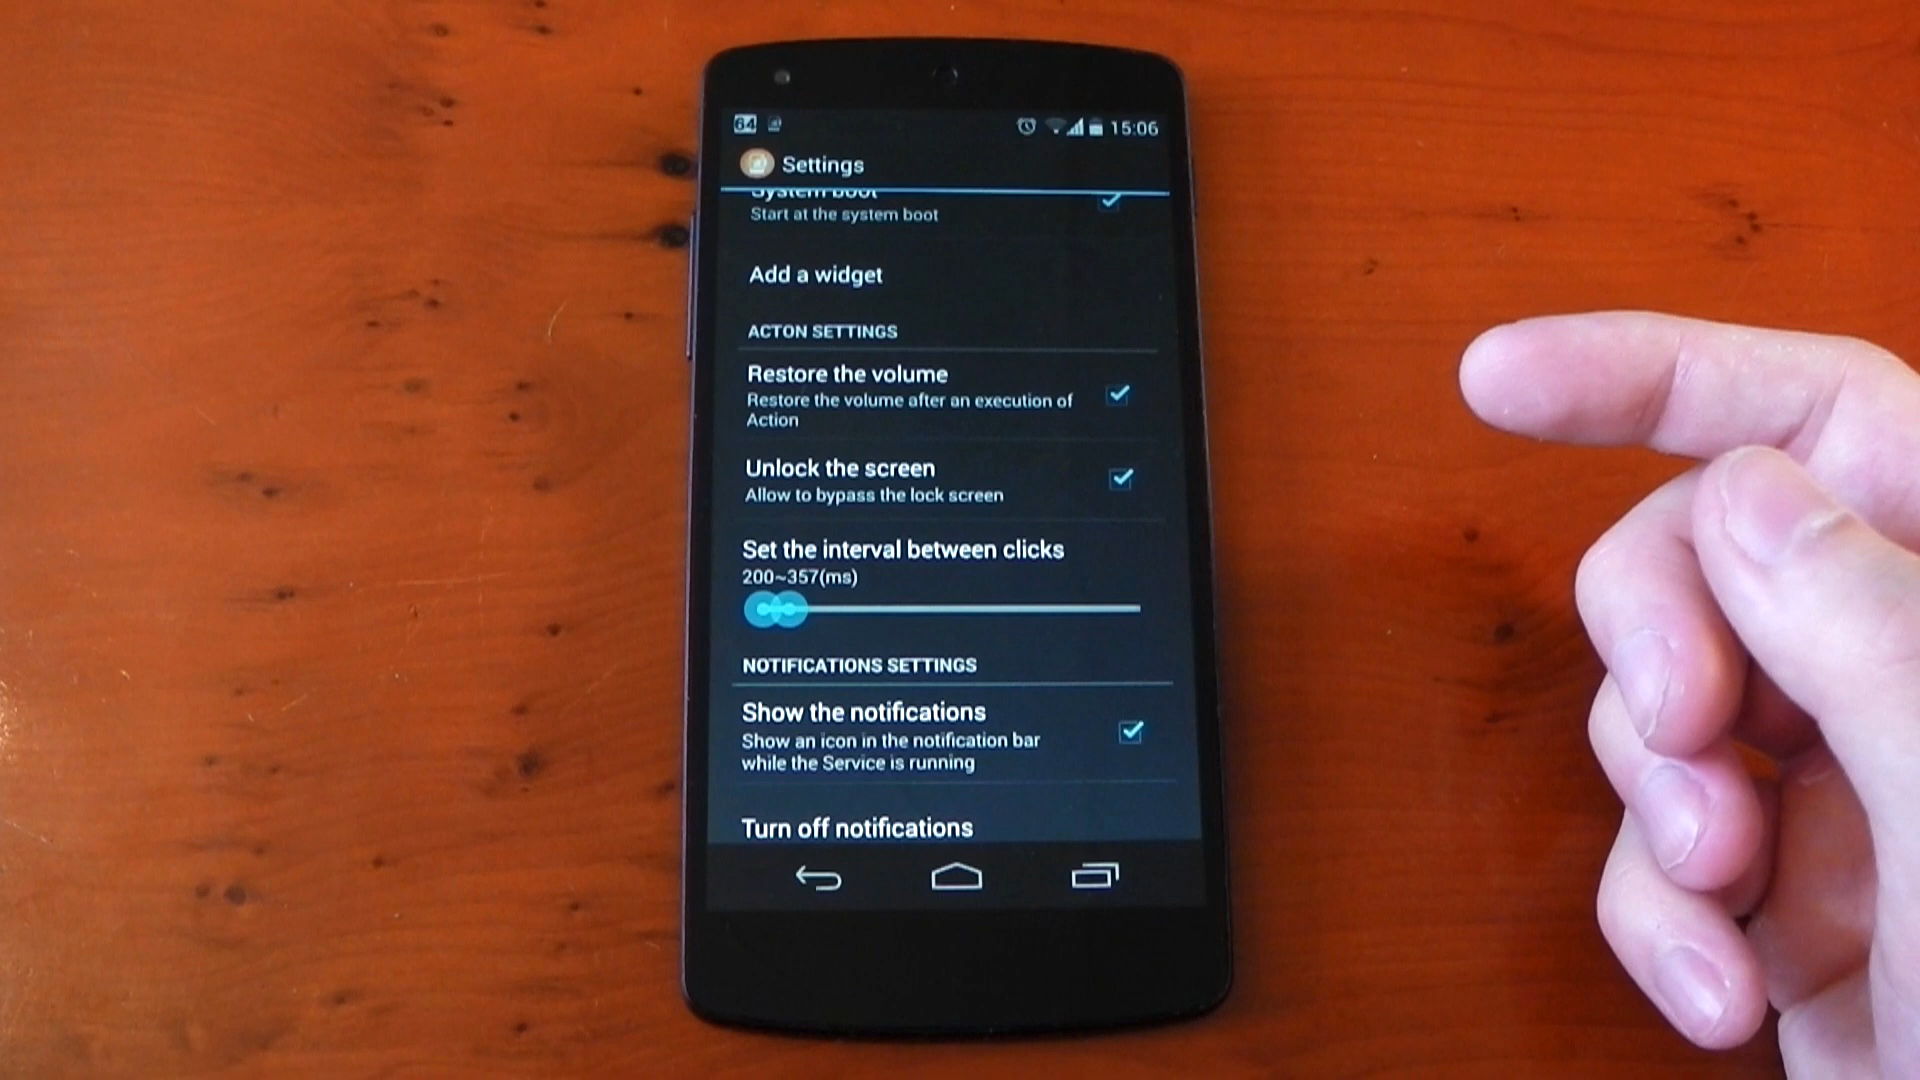 64
15:06
Settings
System boot
Start at the system boot
Add a widget
ACTON SETTINGS
Restore the volume
Restore the volume after an execution of
Action
Unlock the screen
Allow to bypass the lock screen
Set the interval between clicks
200~357(ms)
NOTIFICATIONS SETTINGS
Show the notifications
Show an icon in the notification bar
while the Service is running
Turn off notifications